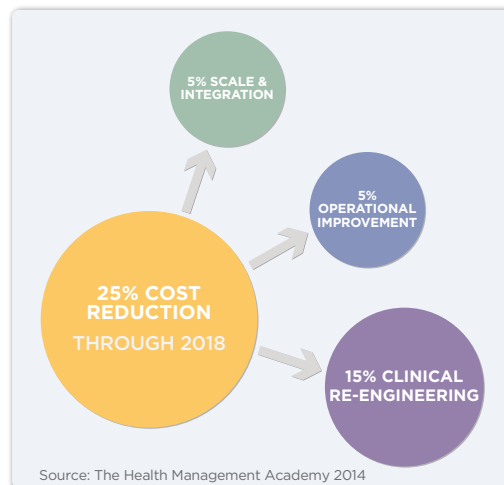 5% SCALE &
INTEGRATION
5%
OPERATIONAL
IMPROVEMENT
25% COST
REDUCTION
THROUGH 2018
15% CLINICAL
RE-ENGINEERING
Source: The Health Management Academy 2014